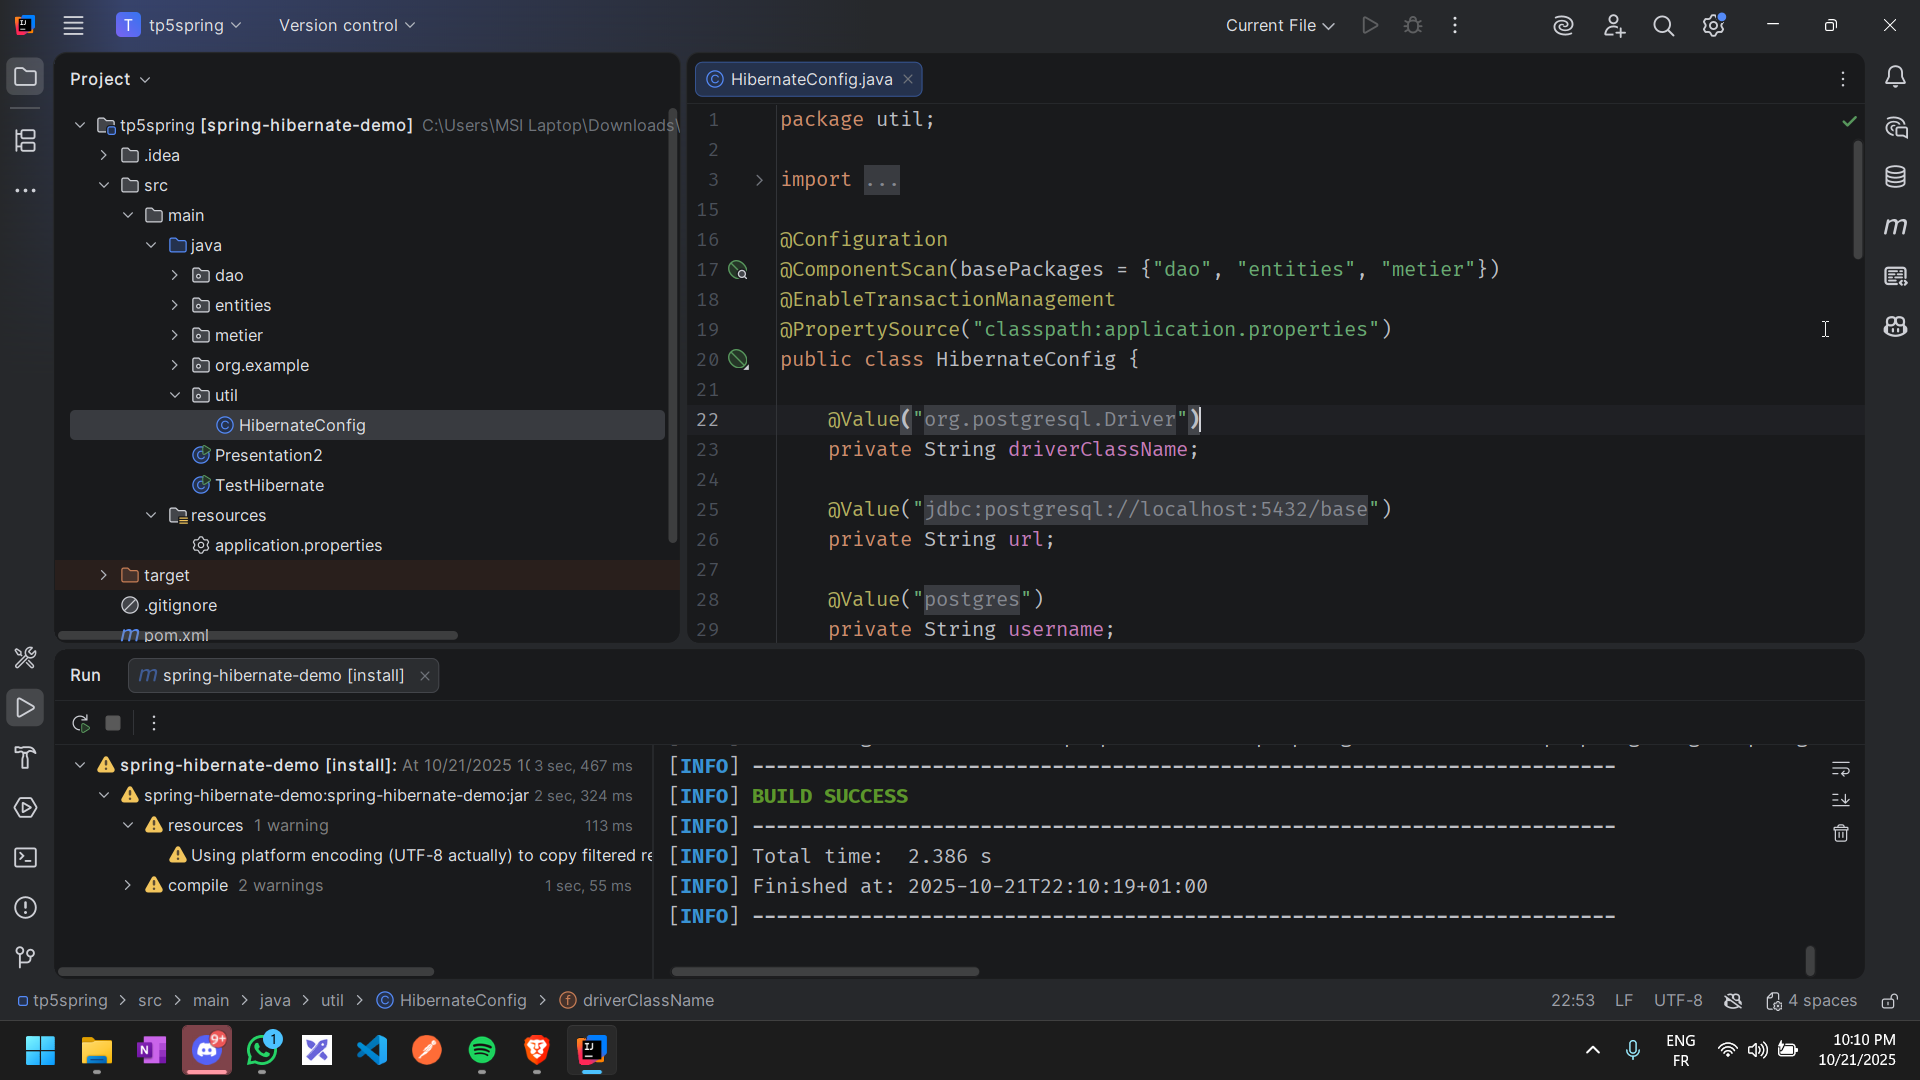 tp5spring
Version control
Current File
Project
tp5spring [spring-hibernate-demo] C:\Users\MSI Laptop\Downloads\
.idea
src
main
java
dao
entities
metier
org.example
util
HibernateConfig
Presentation2
TestHibernate
resources
application.properties
target
.gitignore
pom.xml
HibernateConfig.java
1 package util;
2
3 import ...
15
16 @Configuration
17 @ComponentScan(basePackages = {"dao", "entities", "metier"})
18 @EnableTransactionManagement
19 @PropertySource("classpath:application.properties")
20 public class HibernateConfig {
21
22 @Value("org.postgresql.Driver")
23 private String driverClassName;
24
25 @Value("jdbc:postgresql://localhost:5432/base")
26 private String url;
27
28 @Value("postgres")
29 private String username;
Run
spring-hibernate-demo [install]
spring-hibernate-demo [install]: At 10/21/2025 10 3 sec, 467 ms
spring-hibernate-demo:spring-hibernate-demo:jar 2 sec, 324 ms
resources 1 warning 113 ms
Using platform encoding (UTF-8 actually) to copy filtered re
compile 2 warnings 1 sec, 55 ms
[INFO] ------------------------------------------------------------------------
[INFO] BUILD SUCCESS
[INFO] ------------------------------------------------------------------------
[INFO] Total time:  2.386 s
[INFO] Finished at: 2025-10-21T22:10:19+01:00
[INFO] ------------------------------------------------------------------------
tp5spring > src > main > java > util > HibernateConfig > driverClassName
22:53 LF UTF-8 4 spaces
9+
1
ENG
FR
10:10 PM
10/21/2025